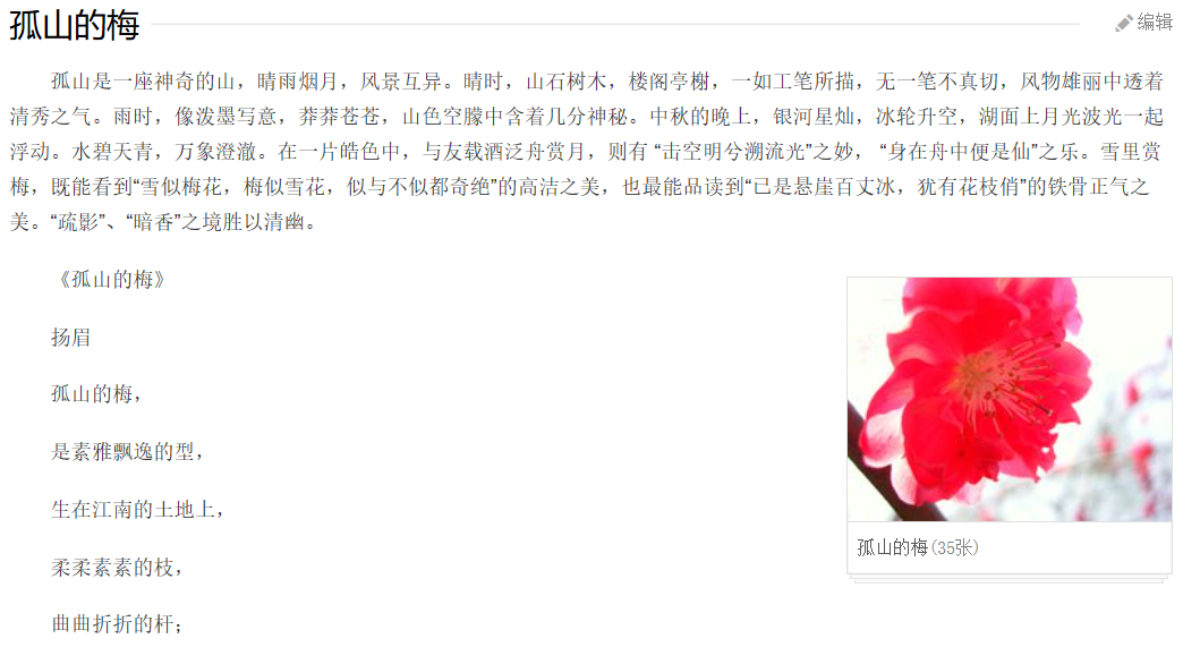 孤山的梅
编辑
孤山是一座神奇的山，晴雨烟月，风景互异。晴时，山石树木，楼阁亭榭，一如工笔所描，无一笔不真切，风物雄丽中透着
清秀之气。雨时，像泼墨写意，莽莽苍苍，山色空朦中含着几分神秘。中秋的晚上，银河星灿，冰轮升空，湖面上月光波光一起
浮动。水碧天青，万象澄澈。在一片皓色中，与友载酒泛舟赏月，则有 “击空明兮溯流光”之妙， “身在舟中便是仙”之乐。雪里赏
梅，既能看到“雪似梅花，梅似雪花，似与不似都奇绝”的高洁之美，也最能品读到“已是悬崖百丈冰，犹有花枝俏”的铁骨正气之
美。“疏影”、“暗香”之境胜以清幽。
《孤山的梅》
扬眉
孤山的梅，
是素雅飘逸的型，
生在江南的土地上，
柔柔素素的枝，
曲曲折折的杆；
孤山的梅(35张)